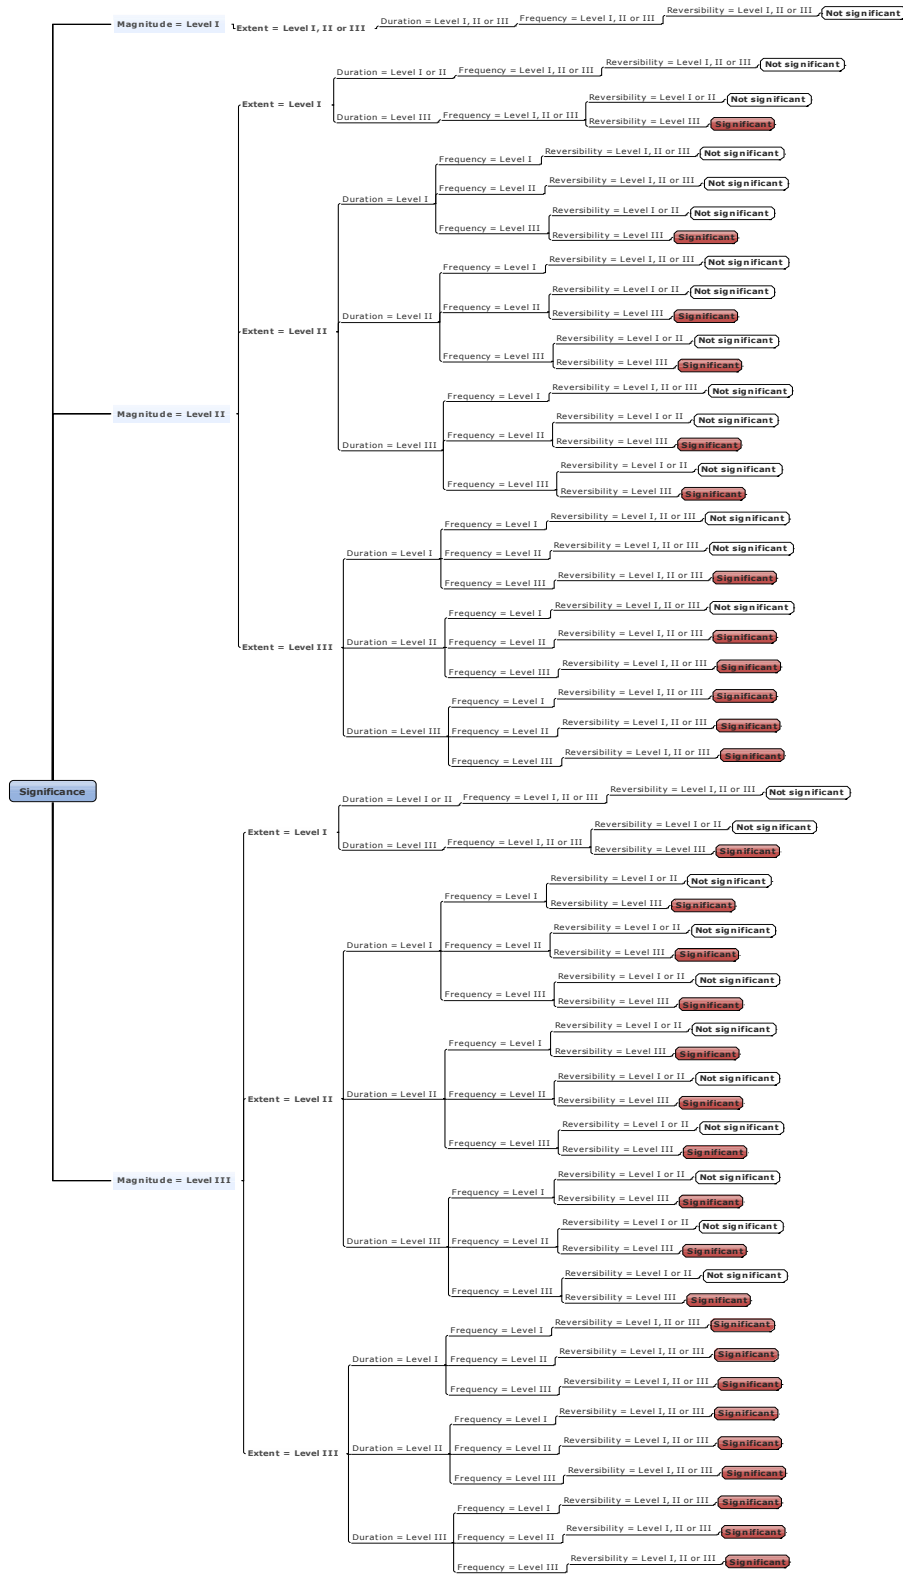 Magnitude = Level I
Extent = Level I, II or III
Duration = Level I, II or III
Frequency = Level I, II or III
Reversibility = Level I, II or III
Not significant
Magnitude = Level II
Extent = Level I
Duration = Level I or II
Frequency = Level I, II or III
Reversibility = Level I, II or III
Not significant
Duration = Level III
Frequency = Level I, II or III
Reversibility = Level I or II
Not significant
Reversibility = Level III
Significant
Extent = Level II
Duration = Level I
Frequency = Level I
Reversibility = Level I, II or III
Not significant
Frequency = Level II
Reversibility = Level I, II or III
Not significant
Frequency = Level III
Reversibility = Level I or II
Not significant
Reversibility = Level III
Significant
Duration = Level II
Frequency = Level I
Reversibility = Level I, II or III
Not significant
Frequency = Level II
Reversibility = Level I or II
Not significant
Reversibility = Level III
Significant
Frequency = Level III
Reversibility = Level I or II
Not significant
Reversibility = Level III
Significant
Duration = Level III
Frequency = Level I
Reversibility = Level I, II or III
Not significant
Frequency = Level II
Reversibility = Level I or II
Not significant
Reversibility = Level III
Significant
Frequency = Level III
Reversibility = Level I or II
Not significant
Reversibility = Level III
Significant
Extent = Level III
Duration = Level I
Frequency = Level I
Reversibility = Level I, II or III
Not significant
Frequency = Level II
Reversibility = Level I, II or III
Not significant
Frequency = Level III
Reversibility = Level I, II or III
Significant
Duration = Level II
Frequency = Level I
Reversibility = Level I, II or III
Not significant
Frequency = Level II
Reversibility = Level I, II or III
Significant
Frequency = Level III
Reversibility = Level I, II or III
Significant
Duration = Level III
Frequency = Level I
Reversibility = Level I, II or III
Significant
Frequency = Level II
Reversibility = Level I, II or III
Significant
Frequency = Level III
Reversibility = Level I, II or III
Significant
Significance
Magnitude = Level III
Extent = Level I
Duration = Level I or II
Frequency = Level I, II or III
Reversibility = Level I, II or III
Not significant
Duration = Level III
Frequency = Level I, II or III
Reversibility = Level I or II
Not significant
Reversibility = Level III
Significant
Extent = Level II
Duration = Level I
Frequency = Level I
Reversibility = Level I or II
Not significant
Reversibility = Level III
Significant
Frequency = Level II
Reversibility = Level I or II
Not significant
Reversibility = Level III
Significant
Frequency = Level III
Reversibility = Level I or II
Not significant
Reversibility = Level III
Significant
Duration = Level II
Frequency = Level I
Reversibility = Level I or II
Not significant
Reversibility = Level III
Significant
Frequency = Level II
Reversibility = Level I or II
Not significant
Reversibility = Level III
Significant
Frequency = Level III
Reversibility = Level I or II
Not significant
Reversibility = Level III
Significant
Duration = Level III
Frequency = Level I
Reversibility = Level I or II
Not significant
Reversibility = Level III
Significant
Frequency = Level II
Reversibility = Level I or II
Not significant
Reversibility = Level III
Significant
Frequency = Level III
Reversibility = Level I or II
Not significant
Reversibility = Level III
Significant
Extent = Level III
Duration = Level I
Frequency = Level I
Reversibility = Level I, II or III
Significant
Frequency = Level II
Reversibility = Level I, II or III
Significant
Frequency = Level III
Reversibility = Level I, II or III
Significant
Duration = Level II
Frequency = Level I
Reversibility = Level I, II or III
Significant
Frequency = Level II
Reversibility = Level I, II or III
Significant
Frequency = Level III
Reversibility = Level I, II or III
Significant
Duration = Level III
Frequency = Level I
Reversibility = Level I, II or III
Significant
Frequency = Level II
Reversibility = Level I, II or III
Significant
Frequency = Level III
Reversibility = Level I, II or III
Significant